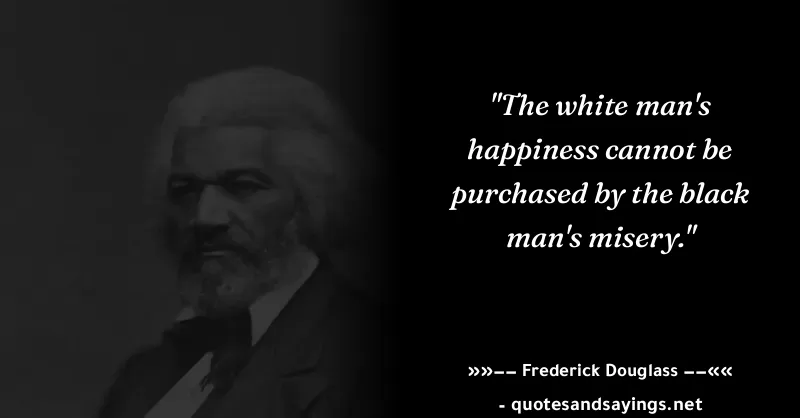 "The white man's
happiness cannot be
purchased by the black
man's misery."
»»–– Frederick Douglass ––««
- quotesandsayings.net